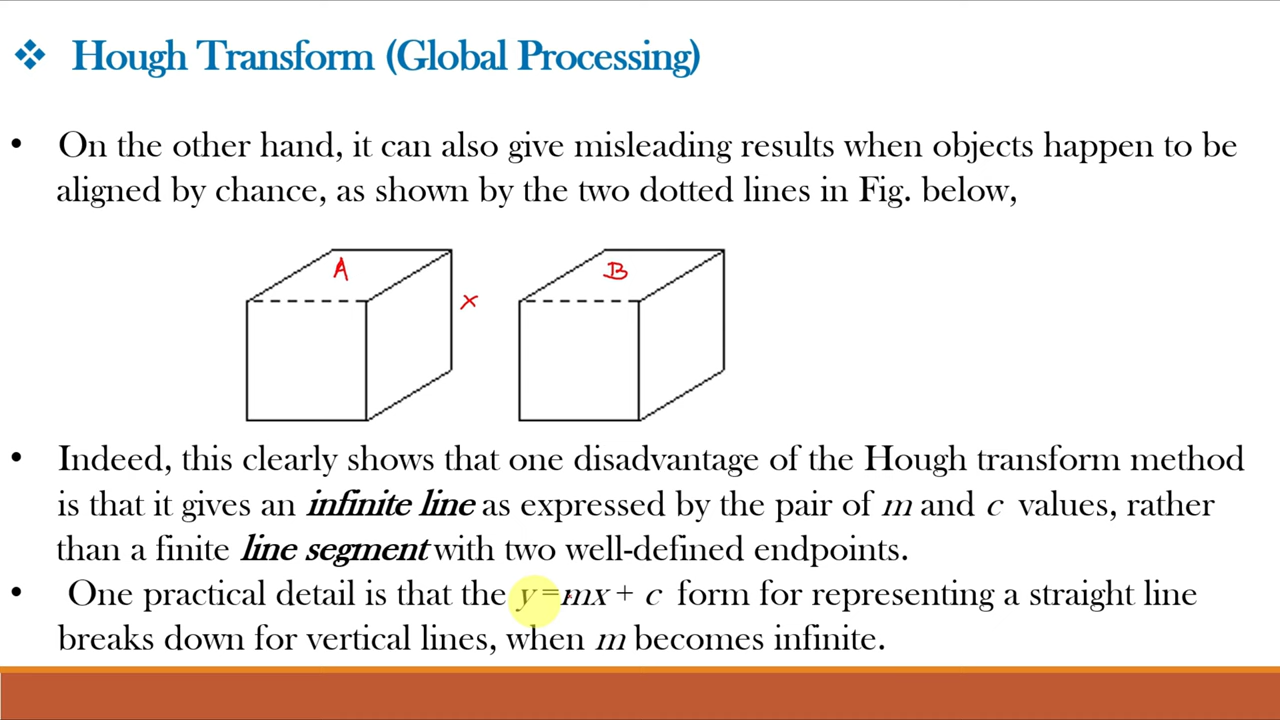 Hough Transform (Global Processing)
On the other hand, it can also give misleading results when objects happen to be
aligned by chance, as shown by the two dotted lines in Fig. below,
A
B
x
Indeed, this clearly shows that one disadvantage of the Hough transform method
is that it gives an infinite line as expressed by the pair of m and c values, rather
than a finite line segment with two well-defined endpoints.
One practical detail is that the y=mx + c form for representing a straight line
breaks down for vertical lines, when m becomes infinite.